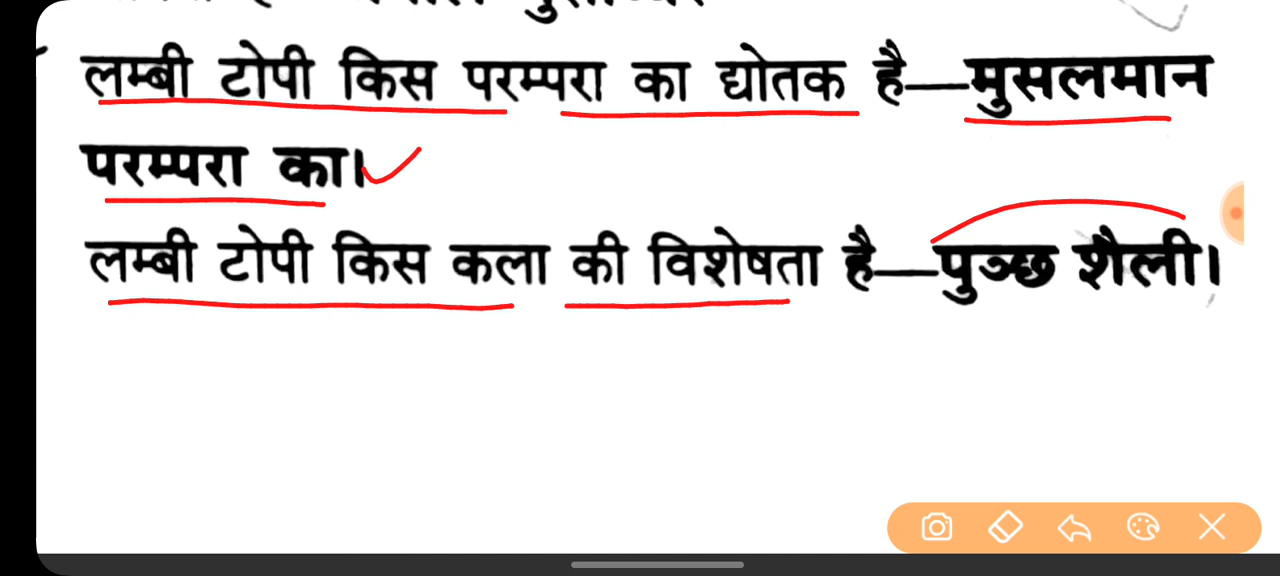 लम्बी टोपी किस परम्परा का द्योतक है—मुसलमान
परम्परा का।
लम्बी टोपी किस कला की विशेषता है—पुञ्छ शैली।